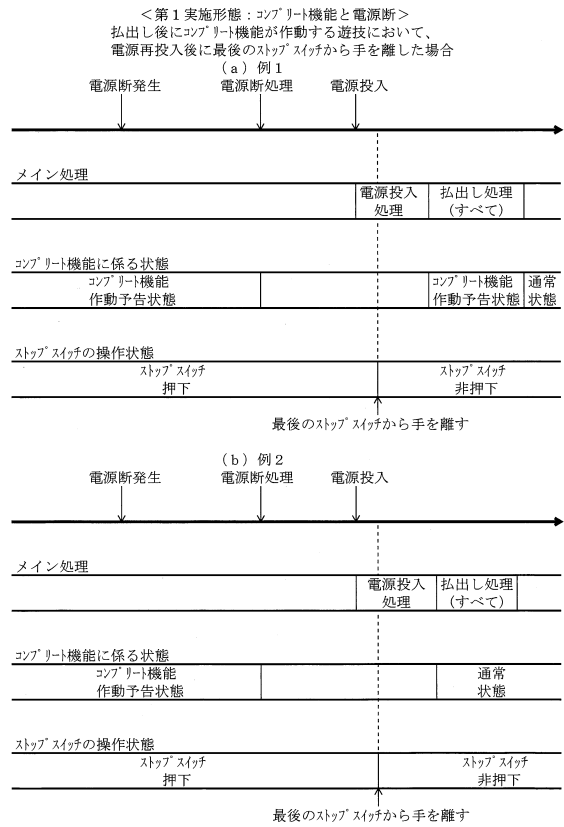 ＜第１実施形態：ｺﾝﾌﾟﾘｰﾄ機能と電源断＞
払出し後にｺﾝﾌﾟﾘｰﾄ機能が作動する遊技において、
電源再投入後に最後のｽﾄｯﾌﾟｽｲｯﾁから手を離した場合
（ａ）例１
電源断発生 電源断処理 電源投入
メイン処理
電源投入 払出し処理
処理 (すべて)
ｺﾝﾌﾟﾘｰﾄ機能に係る状態
ｺﾝﾌﾟﾘｰﾄ機能 ｺﾝﾌﾟﾘｰﾄ機能 通常
作動予告状態 作動予告状態 状態
ｽﾄｯﾌﾟｽｲｯﾁの操作状態
ｽﾄｯﾌﾟｽｲｯﾁ ｽﾄｯﾌﾟｽｲｯﾁ
押下 非押下
最後のｽﾄｯﾌﾟｽｲｯﾁから手を離す
（ｂ）例２
電源断発生 電源断処理 電源投入
メイン処理
電源投入 払出し処理
処理 (すべて)
ｺﾝﾌﾟﾘｰﾄ機能に係る状態
ｺﾝﾌﾟﾘｰﾄ機能 通常
作動予告状態 状態
ｽﾄｯﾌﾟｽｲｯﾁの操作状態
ｽﾄｯﾌﾟｽｲｯﾁ ｽﾄｯﾌﾟｽｲｯﾁ
押下 非押下
最後のｽﾄｯﾌﾟｽｲｯﾁから手を離す